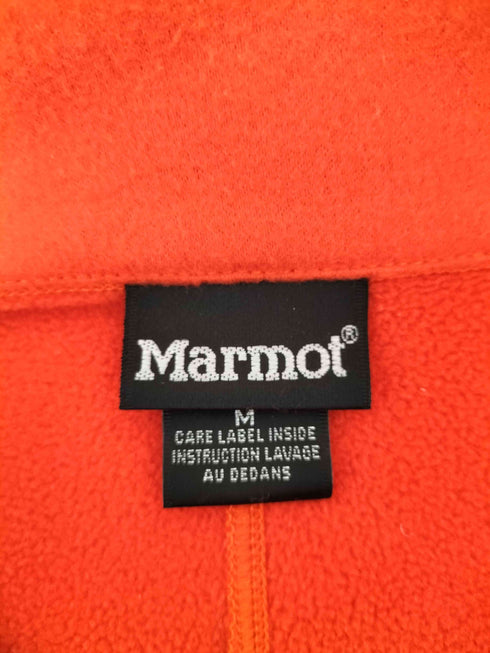 Marmot®
M
CARE LABEL INSIDE
INSTRUCTION LAVAGE
AU DEDANS